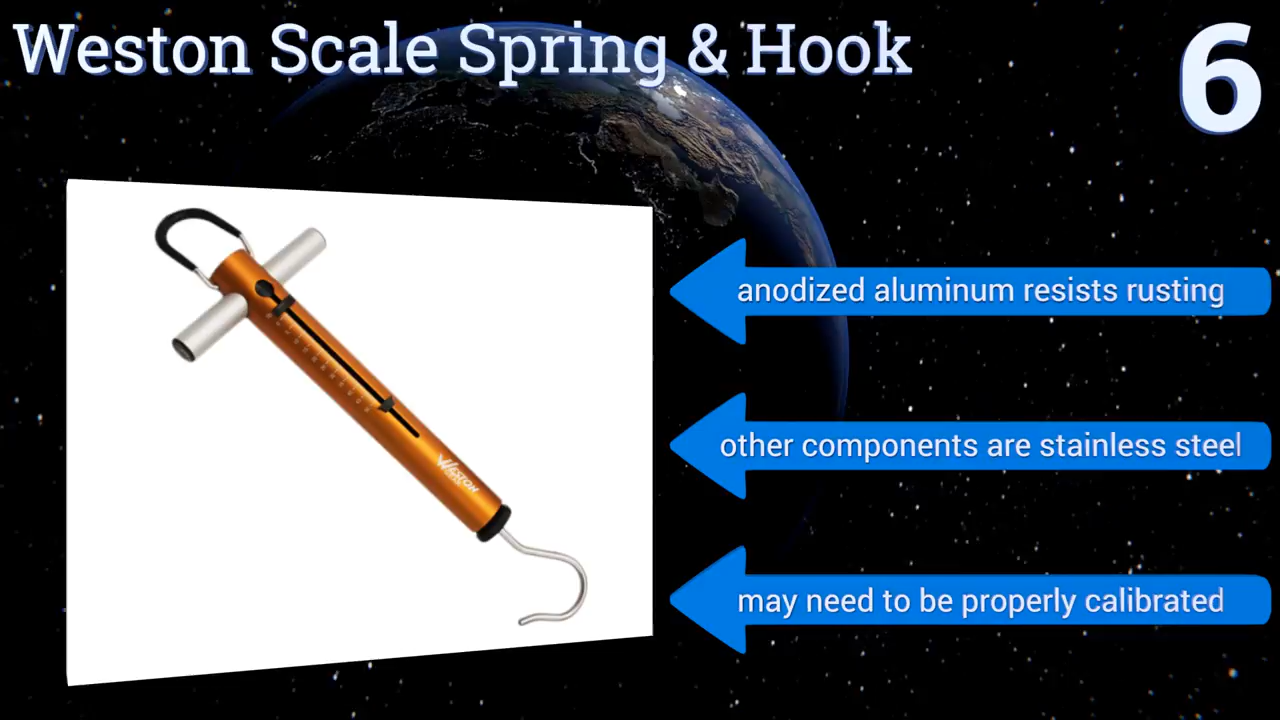 Weston Scale Spring & Hook
6
anodized aluminum resists rusting
other components are stainless steel
may need to be properly calibrated
WESTON